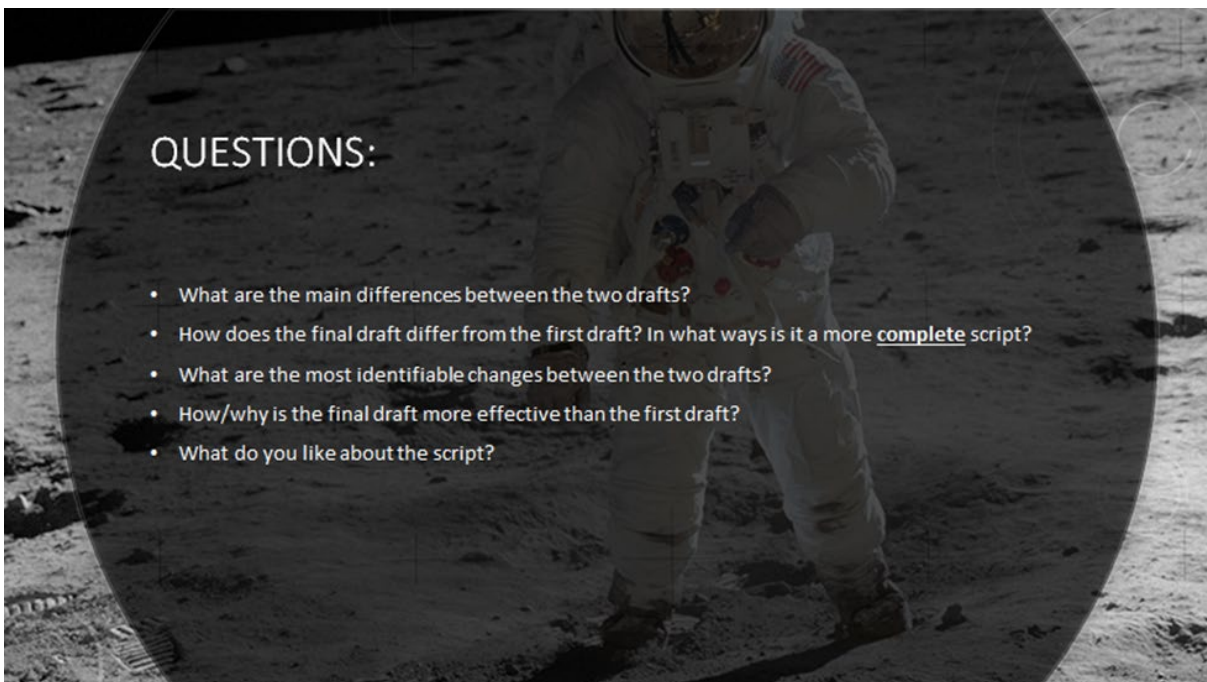 QUESTIONS:
• What are the main differences between the two drafts?
• How does the final draft differ from the first draft? In what ways is it a more complete script?
• What are the most identifiable changes between the two drafts?
• How/why is the final draft more effective than the first draft?
• What do you like about the script?